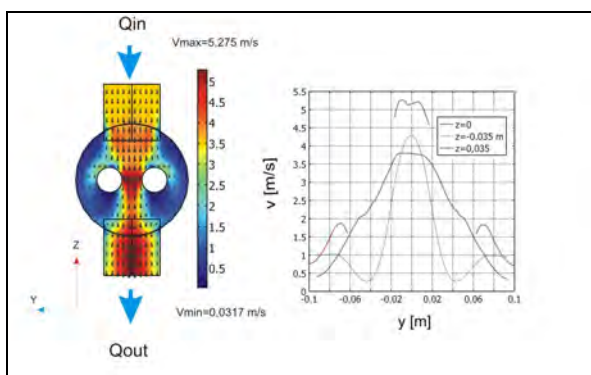 Qin
Vmax=5,275 m/s
5
4.5
4
3.5
3
2.5
2
1.5
1
0.5
Z
Y
Vmin=0,0317 m/s
Qout
5.5
5
4.5
4
3.5
3
2.5
2
1.5
1
0.5
0
v [m/s]
z=0
z=-0.035 m
z=0,035
-0.1
-0.06
-0.02
0.02
0.06
0.1
y [m]